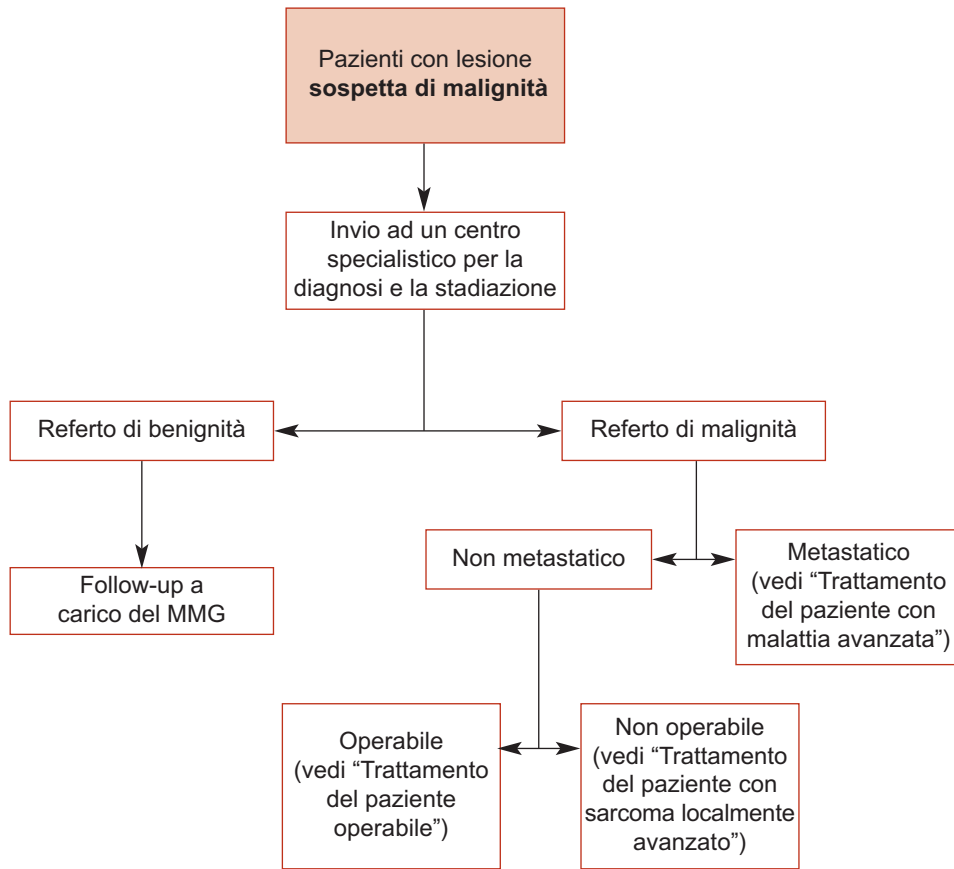 Pazienti con lesione
sospetta di malignità
Invio ad un centro
specialistico per la
diagnosi e la stadiazione
Referto di benignità
Referto di malignità
Follow-up a
carico del MMG
Non metastatico
Metastatico
(vedi “Trattamento
del paziente con
malattia avanzata”)
Operabile
(vedi “Trattamento
del paziente
operabile”)
Non operabile
(vedi “Trattamento
del paziente con
sarcoma localmente
avanzato”)